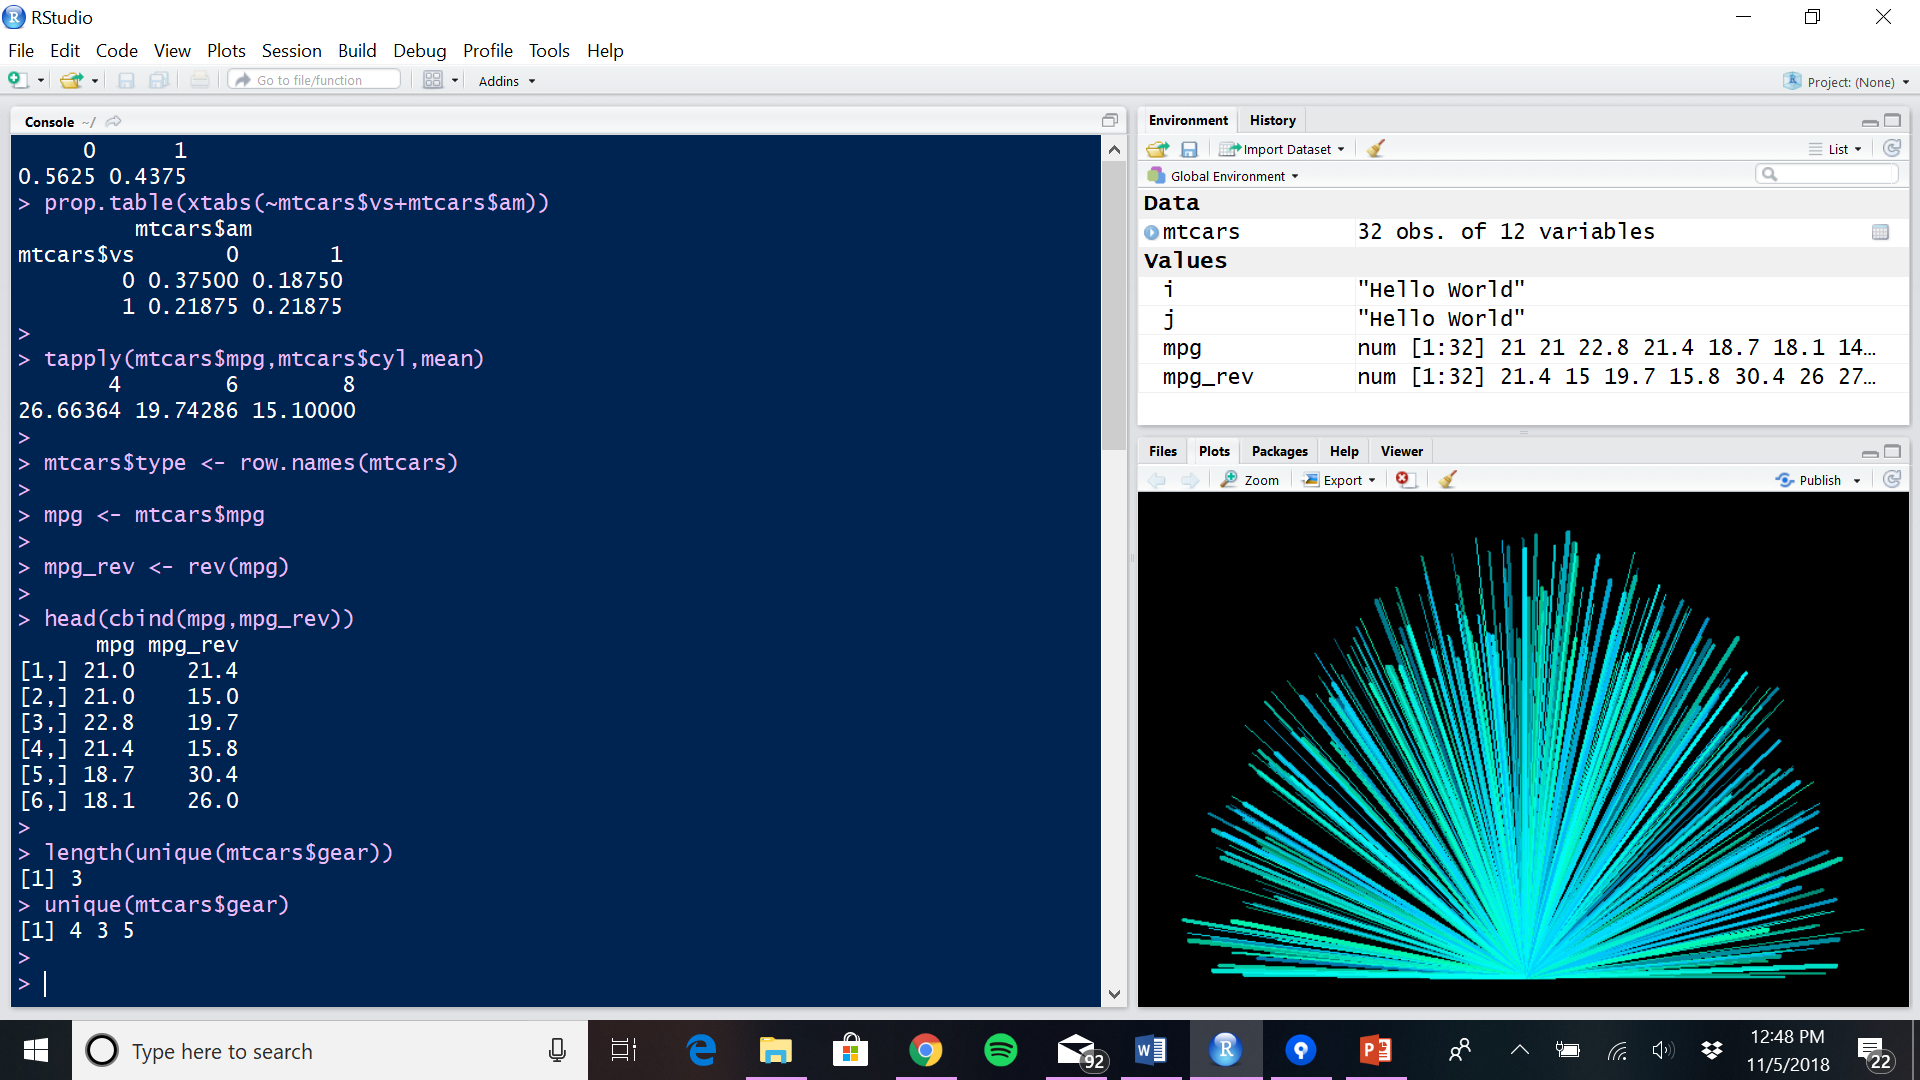 RStudio
File Edit Code View Plots Session Build Debug Profile Tools Help
Go to file/function Addins Project: (None)
Console ~/
0 1
0.5625 0.4375
> prop.table(xtabs(~mtcars$vs+mtcars$am))
mtcars$am
mtcars$vs 0 1
0 0.37500 0.18750
1 0.21875 0.21875
>
> tapply(mtcars$mpg,mtcars$cyl,mean)
4 6 8
26.66364 19.74286 15.10000
>
> mtcars$type <- row.names(mtcars)
>
> mpg <- mtcars$mpg
>
> mpg_rev <- rev(mpg)
>
> head(cbind(mpg,mpg_rev))
mpg mpg_rev
[1,] 21.0 21.4
[2,] 21.0 15.0
[3,] 22.8 19.7
[4,] 21.4 15.8
[5,] 18.7 30.4
[6,] 18.1 26.0
>
> length(unique(mtcars$gear))
[1] 3
> unique(mtcars$gear)
[1] 4 3 5
>
>
Environment History
Import Dataset List
Global Environment
Data
mtcars 32 obs. of 12 variables
Values
i "Hello World"
j "Hello World"
mpg num [1:32] 21 21 22.8 21.4 18.7 18.1 14…
mpg_rev num [1:32] 21.4 15 19.7 15.8 30.4 26 27…
Files Plots Packages Help Viewer
Zoom Export Publish
Type here to search
92
12:48 PM
11/5/2018
22